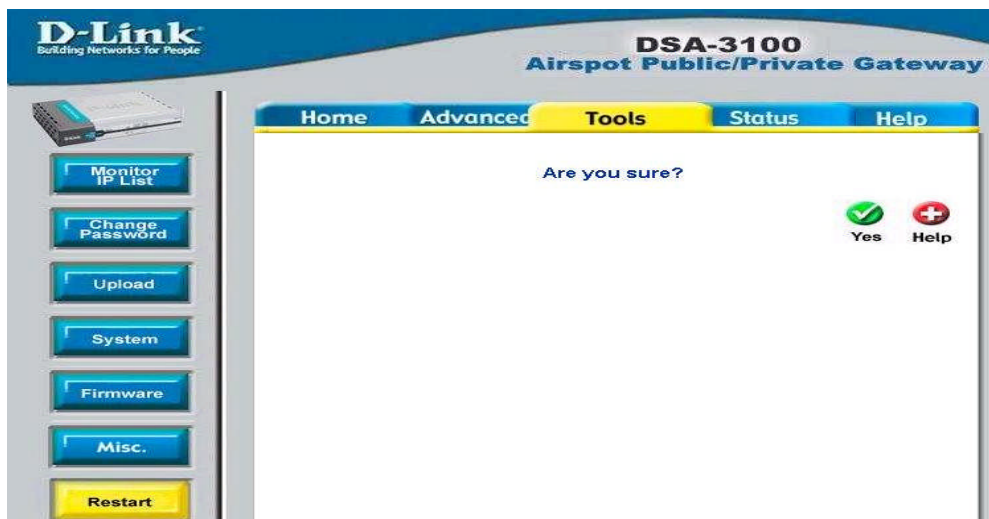 D-Link
Building Networks for People
DSA-3100
Airspot Public/Private Gateway
Home
Advanced
Tools
Status
Help
Monitor
IP List
Change
Password
Upload
System
Firmware
Misc.
Restart
Are you sure?
Yes
Help